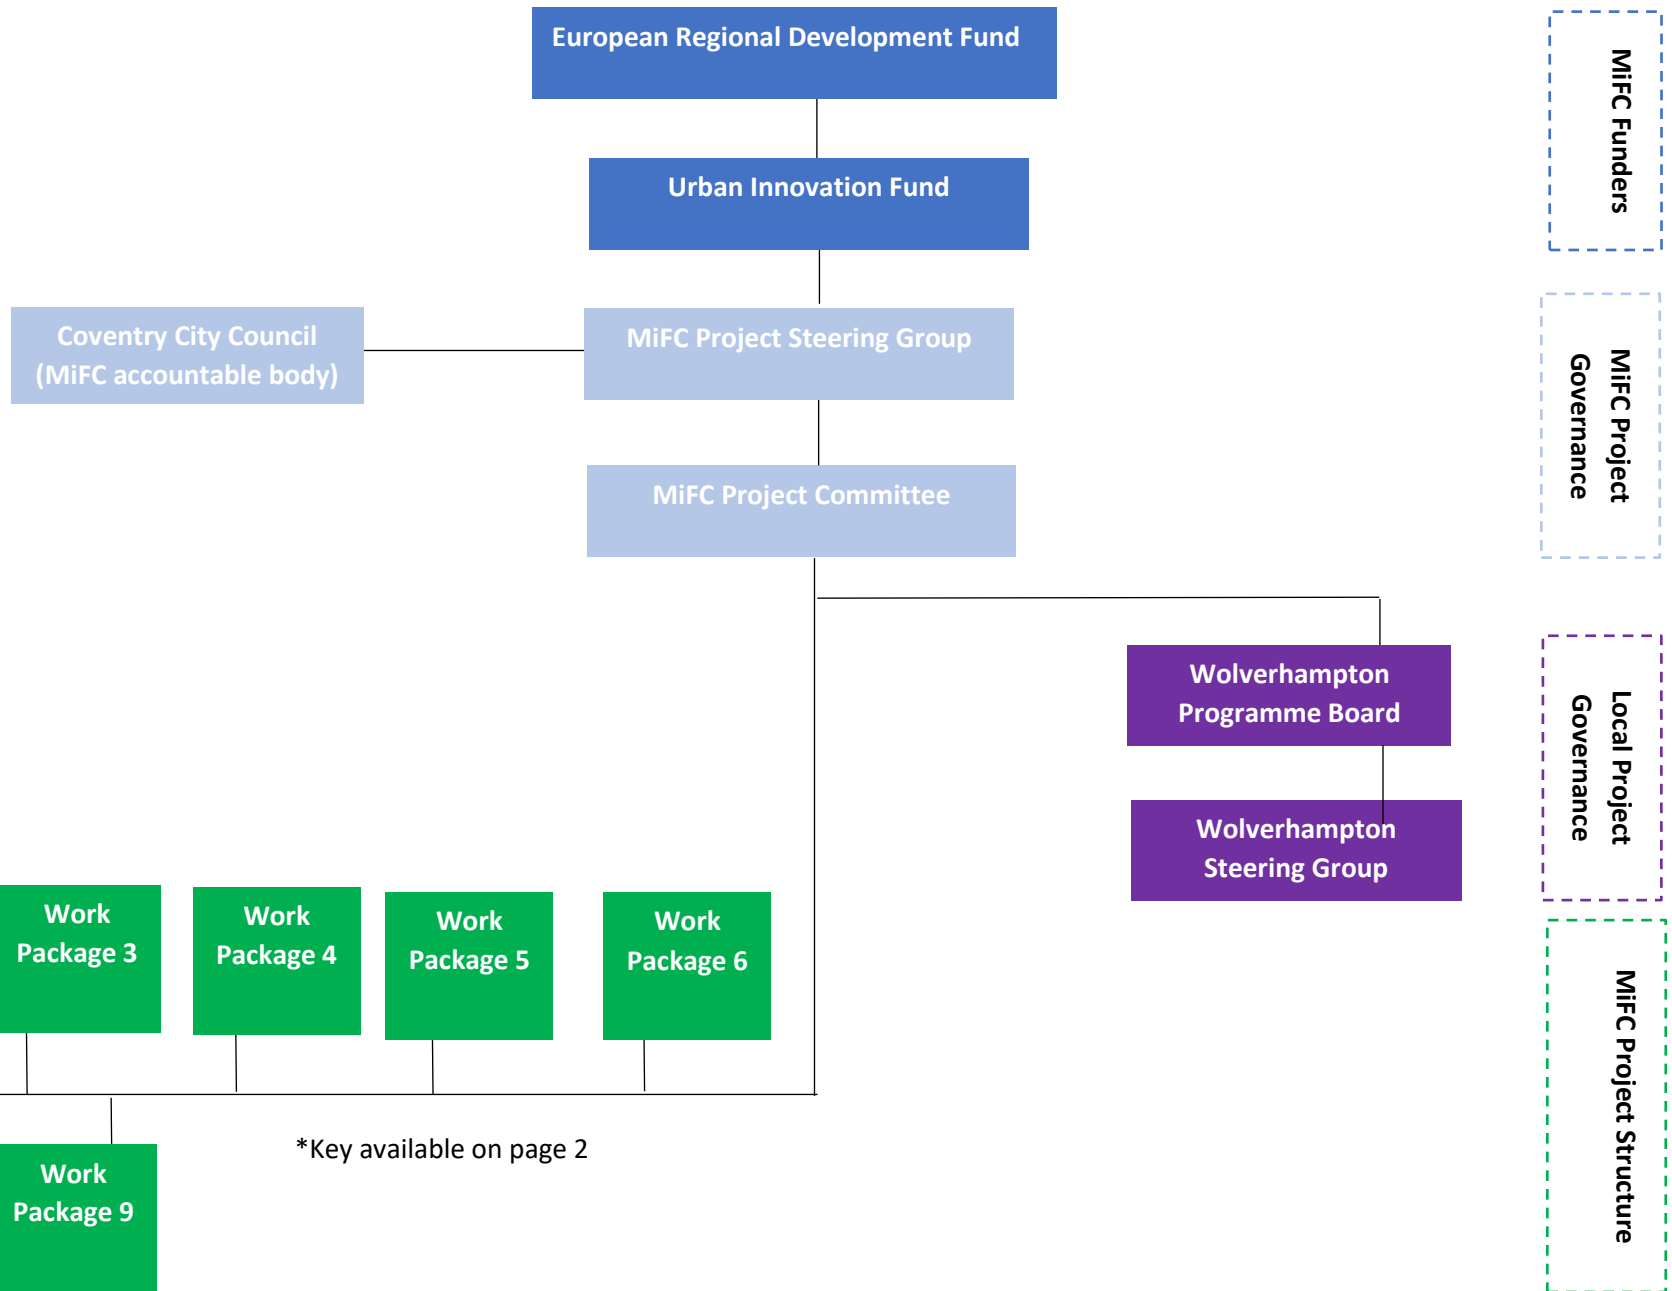 European Regional Development Fund
Urban Innovation Fund
Coventry City Council
(MiFC accountable body)
MiFC Project Steering Group
MiFC Project Committee
Wolverhampton
Programme Board
Wolverhampton
Steering Group
Work
Package 3
Work
Package 4
Work
Package 5
Work
Package 6
*Key available on page 2
Work
Package 9
MiFC Funders
MiFC Project
Governance
Local Project
Governance
MiFC Project Structure